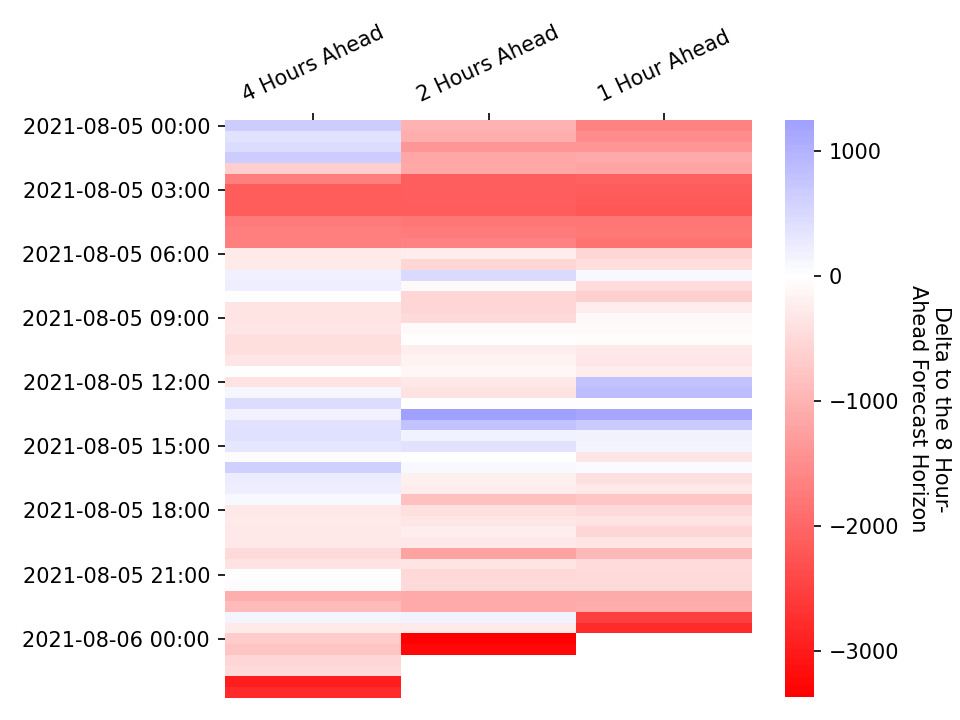 4 Hours Ahead
2 Hours Ahead
1 Hour Ahead
2021-08-05 00:00
2021-08-05 03:00
2021-08-05 06:00
2021-08-05 09:00
2021-08-05 12:00
2021-08-05 15:00
2021-08-05 18:00
2021-08-05 21:00
2021-08-06 00:00
1000
0
−1000
−2000
−3000
Delta to the 8 Hour-
Ahead Forecast Horizon